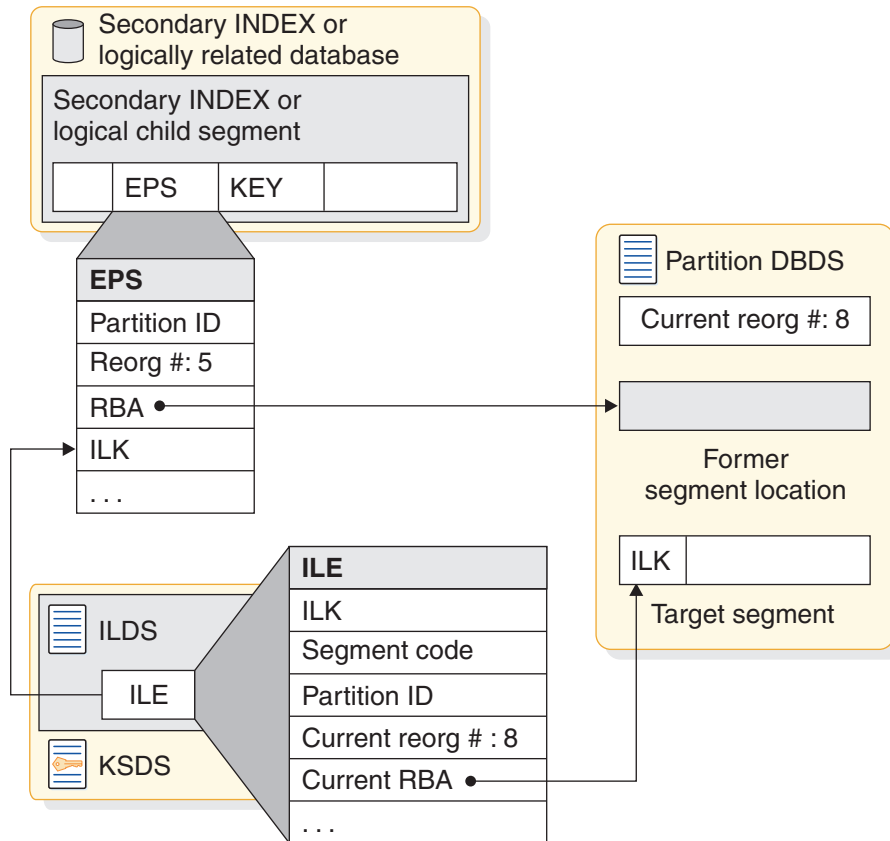 Secondary INDEX or
logically related database
Secondary INDEX or
logical child segment
EPS KEY
EPS
Partition ID
Reorg #: 5
RBA
ILK
. . .
Partition DBDS
Current reorg #: 8
Former
segment location
ILK
Target segment
ILDS
ILE
KSDS
ILE
ILK
Segment code
Partition ID
Current reorg # : 8
Current RBA
. . .